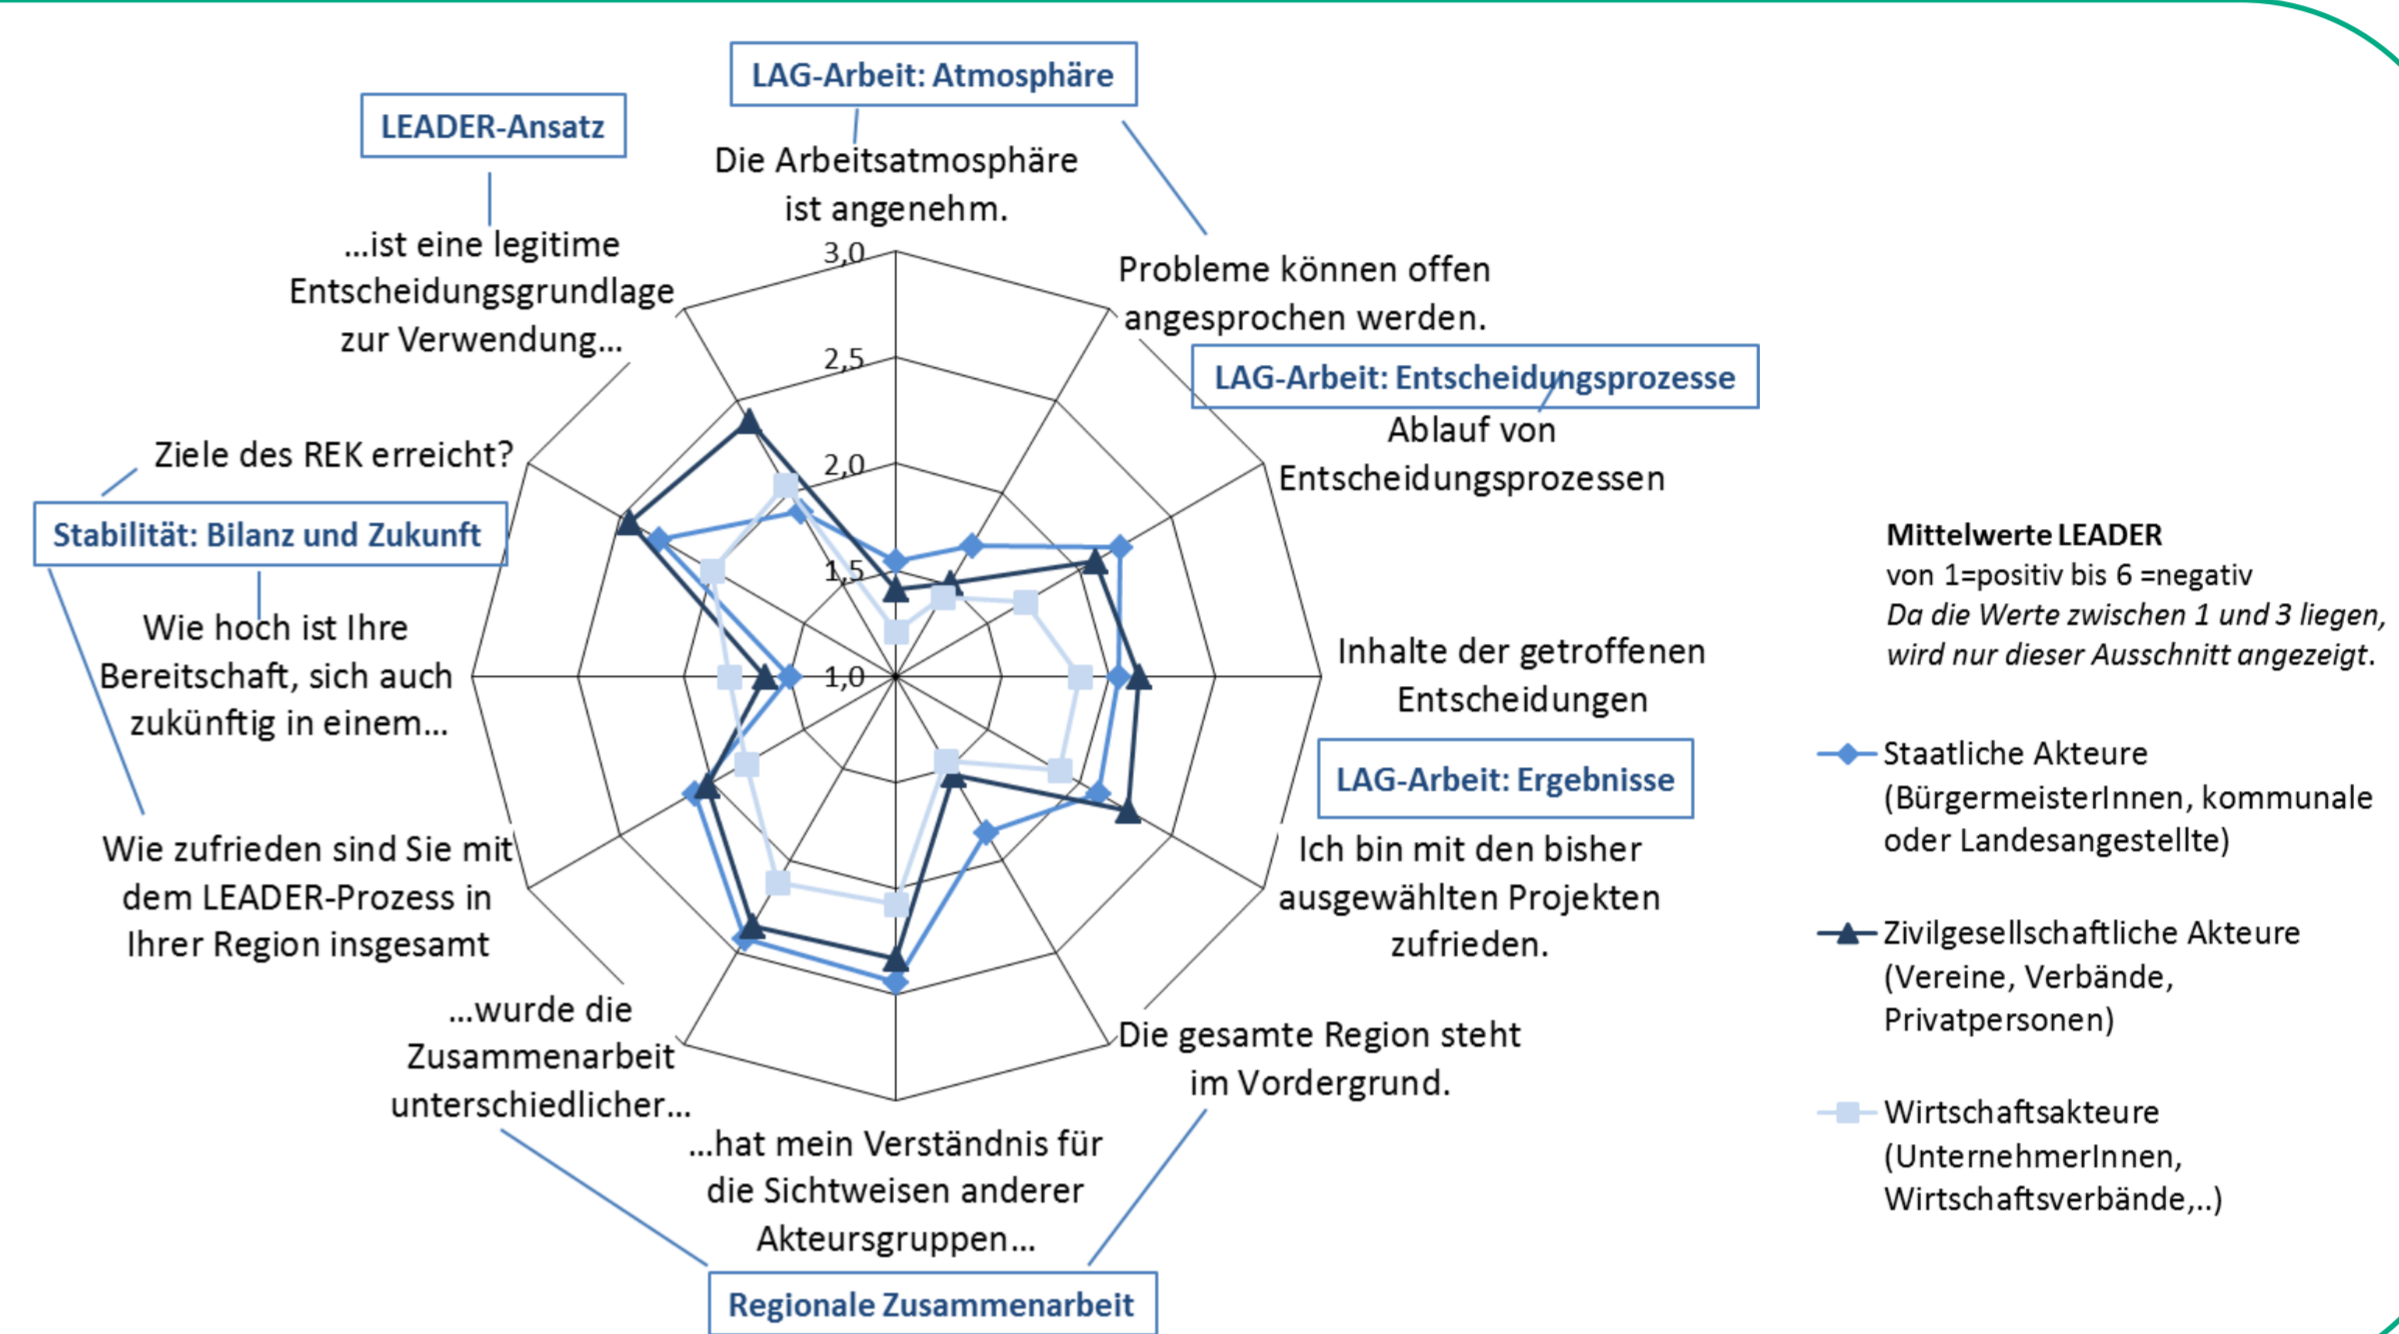 LAG-Arbeit: Atmosphäre
LEADER-Ansatz
Die Arbeitsatmosphäre
ist angenehm.
...ist eine legitime
Entscheidungsgrundlage
zur Verwendung...
3,0
2,5
2,0
1,5
1,0
Probleme können offen
angesprochen werden.
LAG-Arbeit: Entscheidungsprozesse
Ablauf von
Entscheidungsprozessen
Ziele des REK erreicht?
Stabilität: Bilanz und Zukunft
Wie hoch ist Ihre
Bereitschaft, sich auch
zukünftig in einem...
Inhalte der getroffenen
Entscheidungen
LAG-Arbeit: Ergebnisse
Ich bin mit den bisher
ausgewählten Projekten
zufrieden.
Wie zufrieden sind Sie mit
dem LEADER-Prozess in
Ihrer Region insgesamt
...wurde die
Zusammenarbeit
unterschiedlicher...
Die gesamte Region steht
im Vordergrund.
...hat mein Verständnis für
die Sichtweisen anderer
Akteursgruppen...
Regionale Zusammenarbeit
Mittelwerte LEADER
von 1=positiv bis 6 =negativ
Da die Werte zwischen 1 und 3 liegen,
wird nur dieser Ausschnitt angezeigt.
Staatliche Akteure
(BürgermeisterInnen, kommunale
oder Landesangestellte)
Zivilgesellschaftliche Akteure
(Vereine, Verbände,
Privatpersonen)
Wirtschaftsakteure
(UnternehmerInnen,
Wirtschaftsverbände,..)